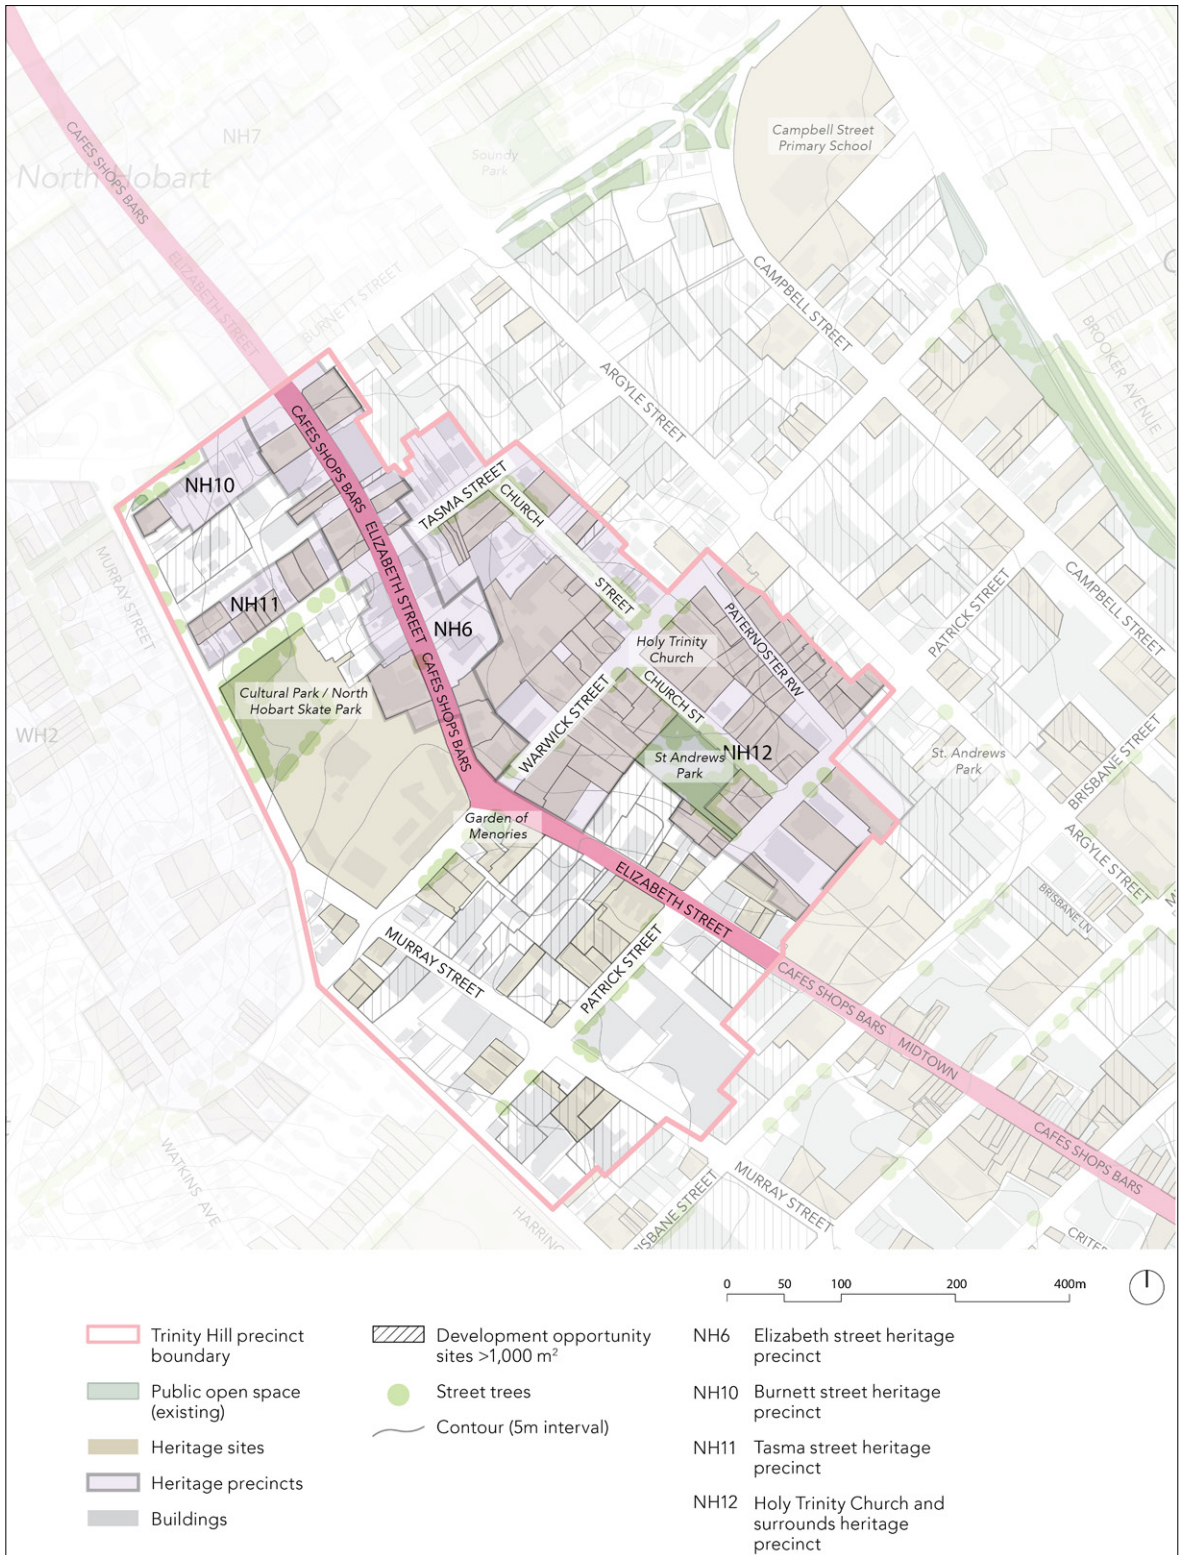 CAFES SHOPS BARS
NH7
North Hobart
Soundy
Park
Campbell Street
Primary School
ELIZABETH STREET
BURNETT STREET
CAMPBELL STREET
BROOKER AVENUE
ARGYLE STREET
CAFES SHOPS BARS
NH10
TASMA STREET
CHURCH
STREET
ELIZABETH STREET
MURRAY STREET
NH11
NH6
PATRICK STREET
CAMPBELL STREET
PATERNOSTER RW
Holy Trinity
Church
CHURCH ST
Cultural Park / North
Hobart Skate Park
CAFES SHOPS BARS
WARWICK STREET
WH2
NH12
St Andrews
Park
St. Andrews
Park
BRISBANE STREET
Garden of
Menories
ARGYLE STREET
ELIZABETH STREET
BRISBANE LN
MURRAY STREET
PATRICK STREET
CAFES SHOPS BARS
MIDTOWN
CAFES SHOPS BARS
WATKINS AVE
MURRAY STREET
HARRING
RISBANE STREET
CRITER
0 50 100 200 400m
Trinity Hill precinct
boundary
Public open space
(existing)
Heritage sites
Heritage precincts
Buildings
Development opportunity
sites >1,000 m²
Street trees
Contour (5m interval)
NH6 Elizabeth street heritage
precinct
NH10 Burnett street heritage
precinct
NH11 Tasma street heritage
precinct
NH12 Holy Trinity Church and
surrounds heritage
precinct